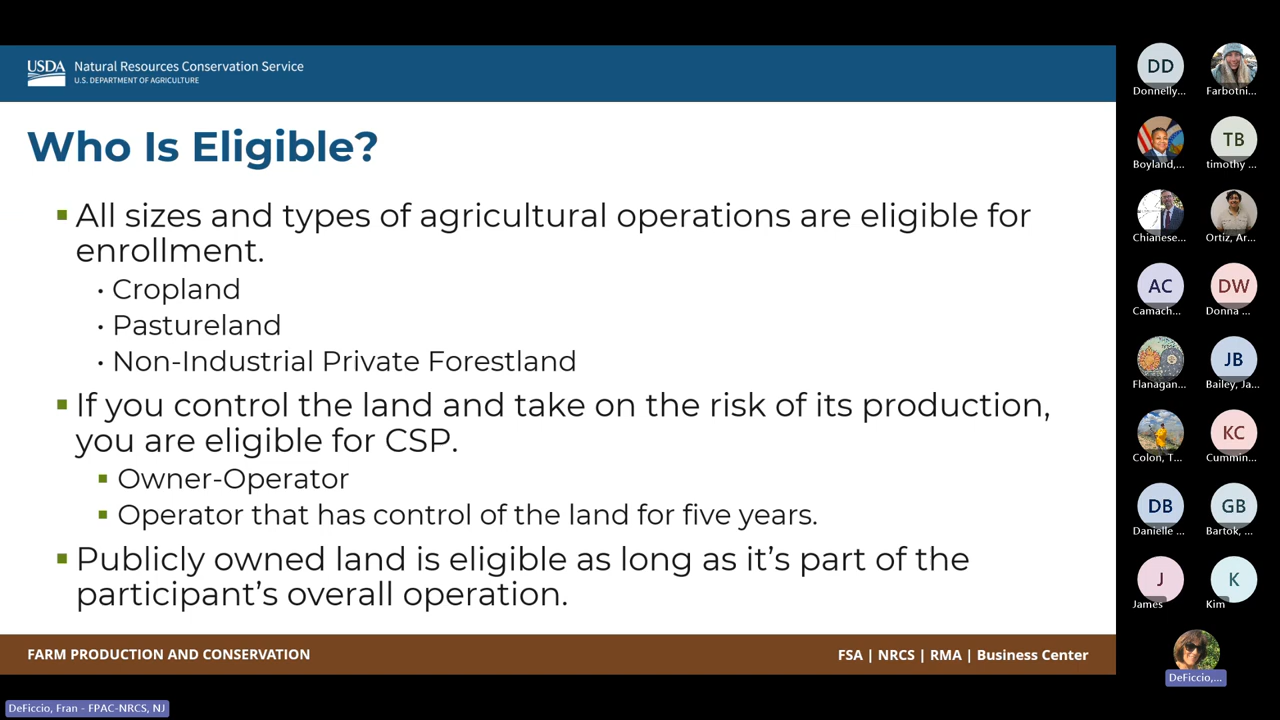 USDA Natural Resources Conservation Service
U.S. DEPARTMENT OF AGRICULTURE
Who Is Eligible?
All sizes and types of agricultural operations are eligible for
enrollment.
Cropland
Pastureland
Non-Industrial Private Forestland
If you control the land and take on the risk of its production,
you are eligible for CSP.
Owner-Operator
Operator that has control of the land for five years.
Publicly owned land is eligible as long as it’s part of the
participant’s overall operation.
FARM PRODUCTION AND CONSERVATION
FSA | NRCS | RMA | Business Center
DeFiccio, Fran - FPAC-NRCS, NJ
DD
Donnelly...
Farbotni...
Boyland,...
TB
timothy ...
Chianese...
Ortiz, Ar...
AC
Camach...
DW
Donna ...
Flanagan...
JB
Bailey, Ja...
Colon, T...
KC
Cummin...
DB
Danielle ...
GB
Bartok, ...
J
James
K
Kim
DeFiccio,...